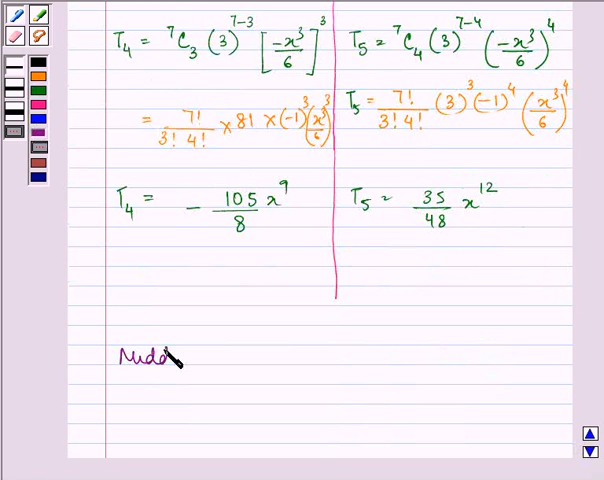 T₄ = ⁷C₃ (3)⁷⁻³ [-x³/6]³
= 7!/3! 4! × 81 × (-1)³ (x³/6)³
T₄ = - 105/8 x⁹
T₅ = ⁷C₄ (3)⁷⁻⁴ (-x³/6)⁴
T₅ = 7!/3! 4! (3)³ (-1)⁴ (x³/6)⁴
T₅ = 35/48 x¹²